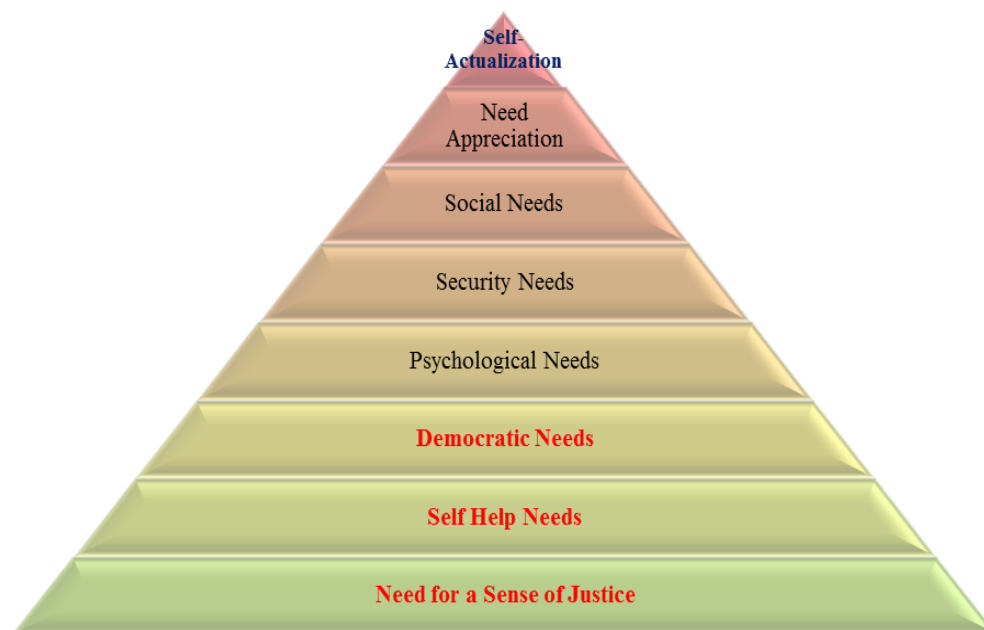 Self-
Actualization
Need
Appreciation
Social Needs
Security Needs
Psychological Needs
Democratic Needs
Self Help Needs
Need for a Sense of Justice